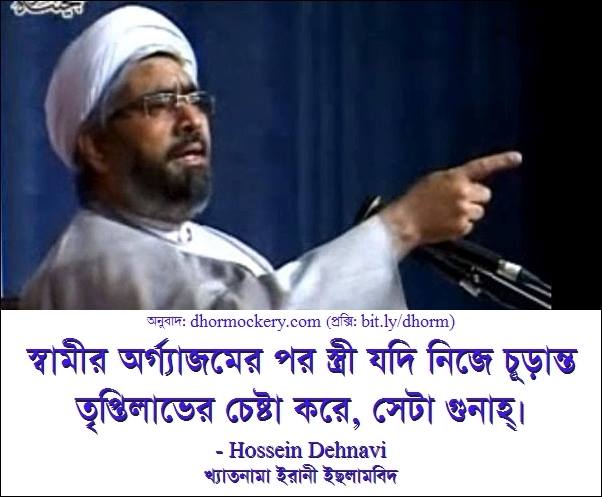 অনুবাদ: dhormockery.com (প্রক্সি: bit.ly/dhorm)
স্বামীর অর্গ্যাজমের পর স্ত্রী যদি নিজে চূড়ান্ত
তৃপ্তিলাভের চেষ্টা করে, সেটা গুনাহ্।
- Hossein Dehnavi
খ্যাতনামা ইরানী ইছলামবিদ